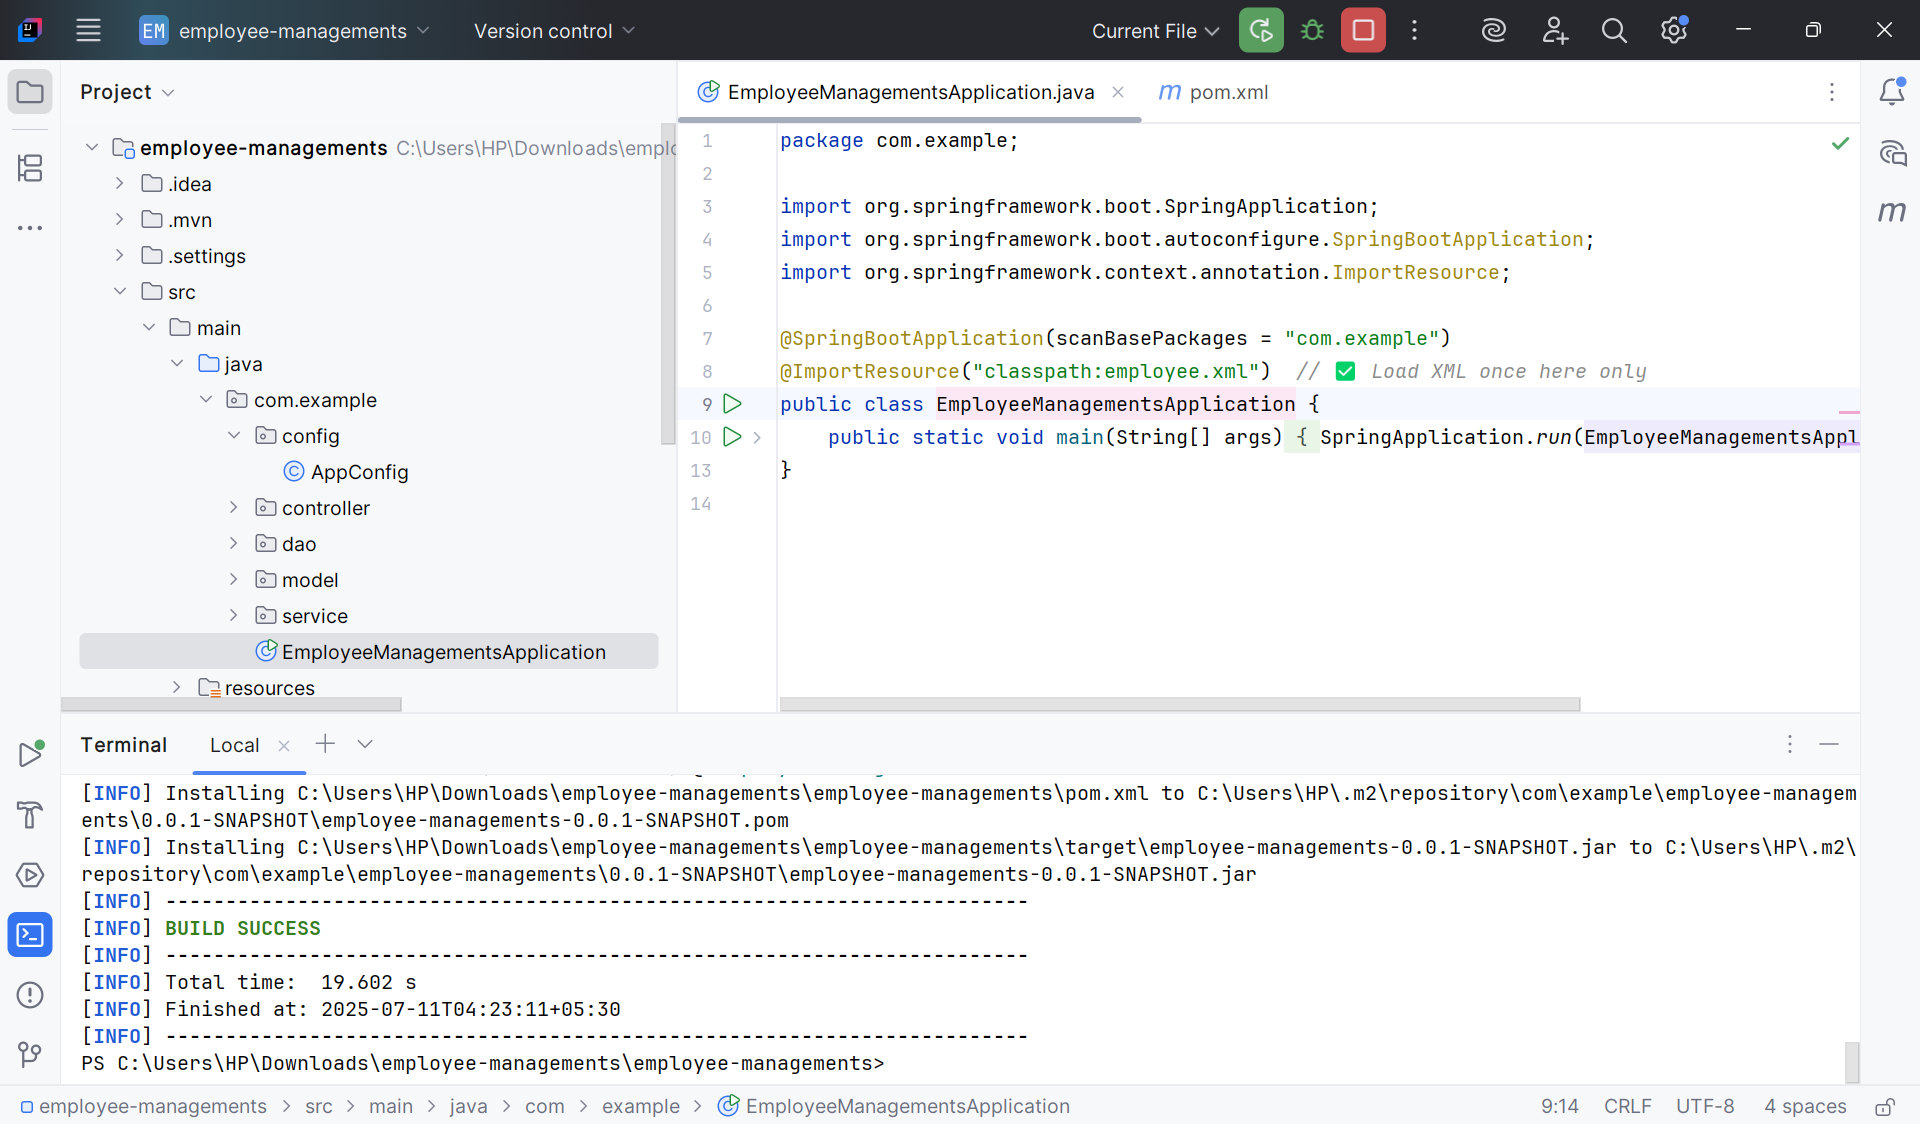 EM employee-managements
Version control
Current File
Project
EmployeeManagementsApplication.java
m pom.xml
employee-managements C:\Users\HP\Downloads\emplo
.idea
.mvn
.settings
src
main
java
com.example
config
AppConfig
controller
dao
model
service
EmployeeManagementsApplication
resources
1 package com.example;
2
3 import org.springframework.boot.SpringApplication;
4 import org.springframework.boot.autoconfigure.SpringBootApplication;
5 import org.springframework.context.annotation.ImportResource;
6
7 @SpringBootApplication(scanBasePackages = "com.example")
8 @ImportResource("classpath:employee.xml") // ✅ Load XML once here only
9 public class EmployeeManagementsApplication {
10 public static void main(String[] args) { SpringApplication.run(EmployeeManagementsAppl
13 }
14
Terminal
Local
[INFO] Installing C:\Users\HP\Downloads\employee-managements\employee-managements\pom.xml to C:\Users\HP\.m2\repository\com\example\employee-managem
ents\0.0.1-SNAPSHOT\employee-managements-0.0.1-SNAPSHOT.pom
[INFO] Installing C:\Users\HP\Downloads\employee-managements\employee-managements\target\employee-managements-0.0.1-SNAPSHOT.jar to C:\Users\HP\.m2\
repository\com\example\employee-managements\0.0.1-SNAPSHOT\employee-managements-0.0.1-SNAPSHOT.jar
[INFO] ------------------------------------------------------------------------
[INFO] BUILD SUCCESS
[INFO] ------------------------------------------------------------------------
[INFO] Total time:  19.602 s
[INFO] Finished at: 2025-07-11T04:23:11+05:30
[INFO] ------------------------------------------------------------------------
PS C:\Users\HP\Downloads\employee-managements\employee-managements>
employee-managements > src > main > java > com > example > EmployeeManagementsApplication
9:14 CRLF UTF-8 4 spaces